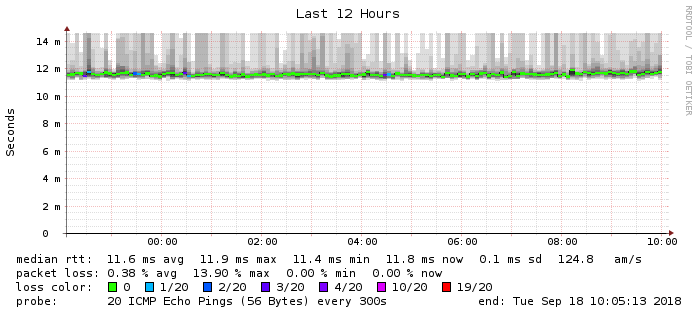 Last 12 Hours
RRDTOOL / TOBI OETIKER
Seconds
14 m
12 m
10 m
8 m
6 m
4 m
2 m
0
00:00 02:00 04:00 06:00 08:00 10:00
median rtt: 11.6 ms avg 11.9 ms max 11.4 ms min 11.8 ms now 0.1 ms sd 124.8 am/s
packet loss: 0.38 % avg 13.90 % max 0.00 % min 0.00 % now
loss color: 0 1/20 2/20 3/20 4/20 10/20 19/20
probe: 20 ICMP Echo Pings (56 Bytes) every 300s end: Tue Sep 18 10:05:13 2018